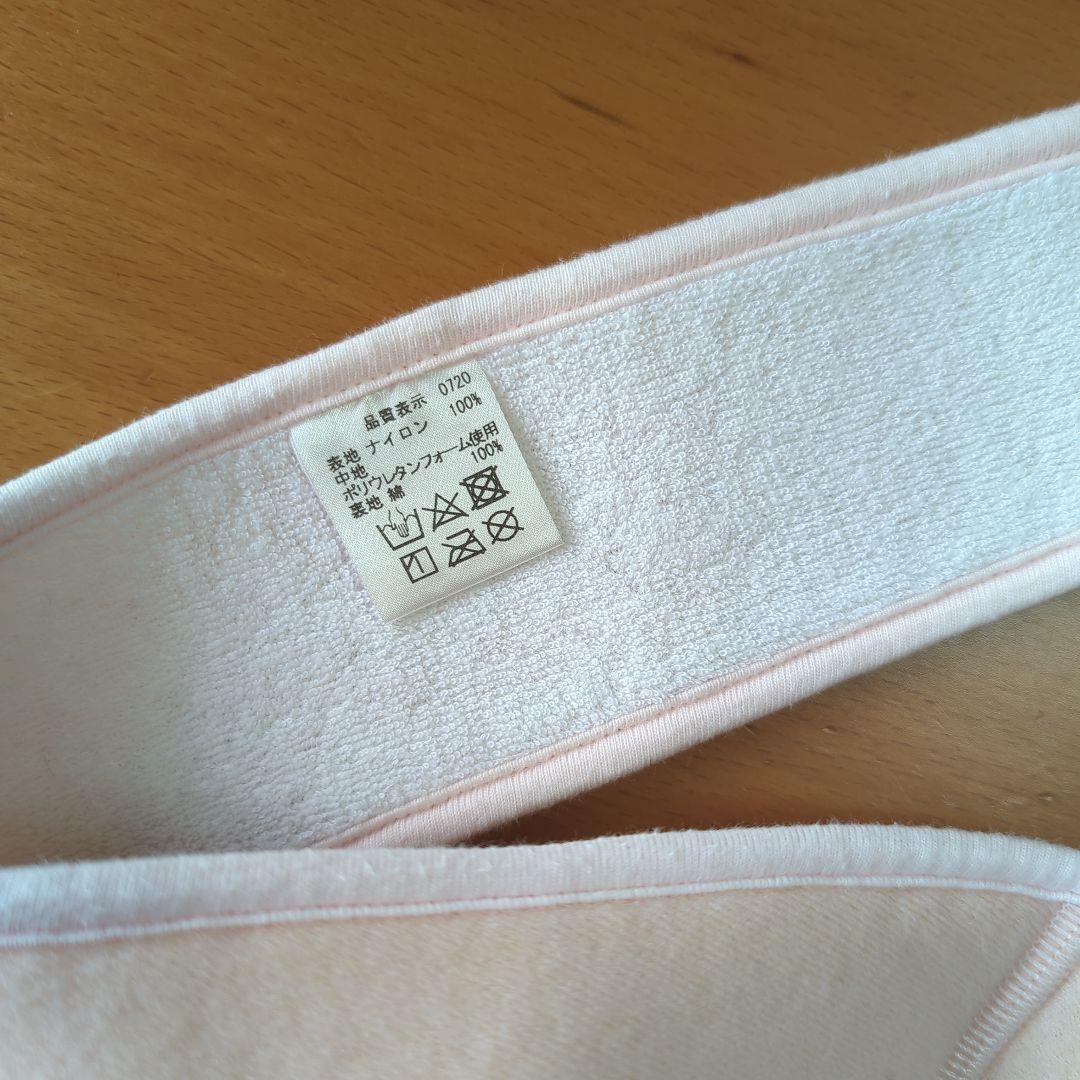 品質表示 0720
表地 ナイロン 100%
中地
ポリウレタンフォーム使用
裏地 綿 100%